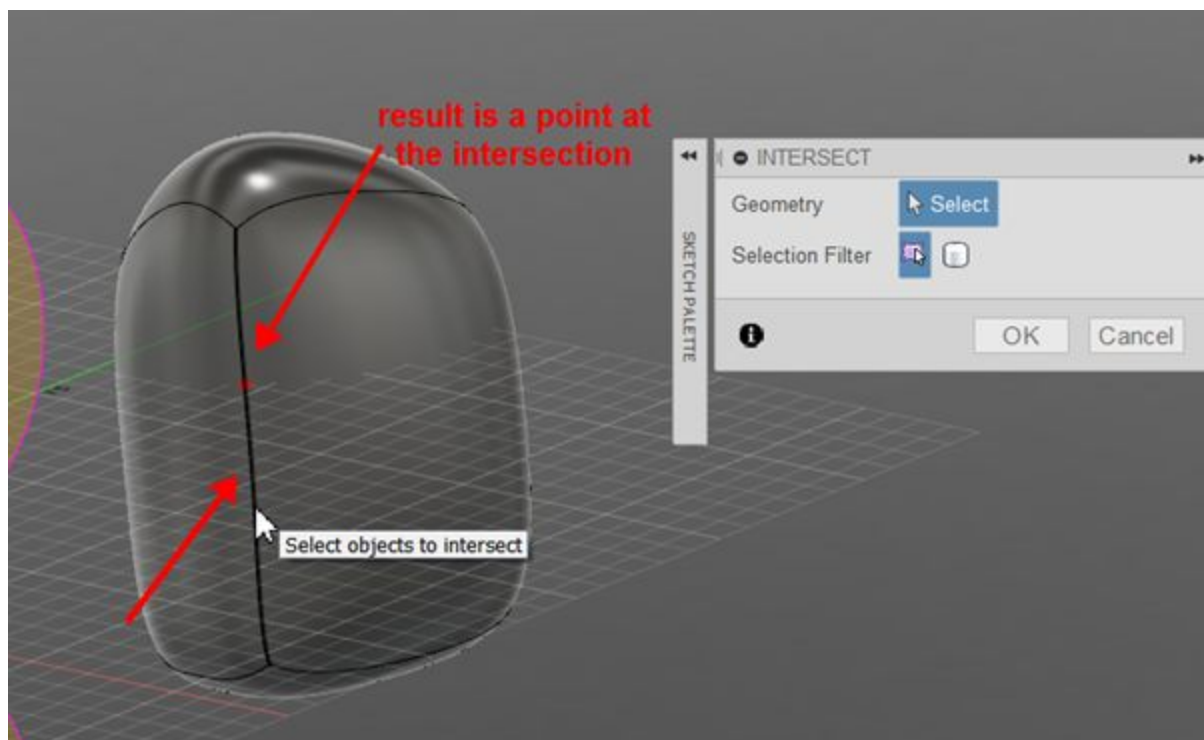 result is a point at
the intersection
INTERSECT
Geometry
Select
Selection Filter
SKETCH PALETTE
OK
Cancel
Select objects to intersect